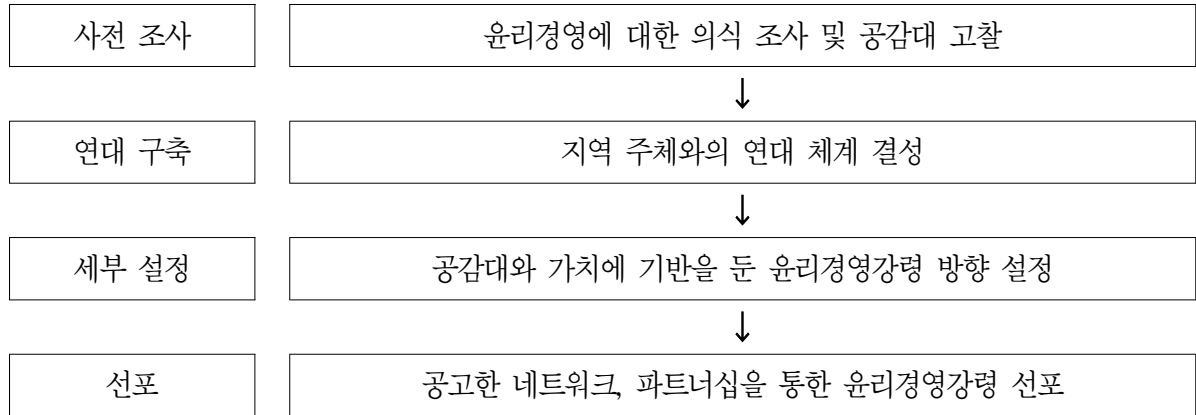 사전 조사 윤리경영에 대한 의식 조사 및 공감대 고찰
↓
연대 구축 지역 주체와의 연대 체계 결성
↓
세부 설정 공감대와 가치에 기반을 둔 윤리경영강령 방향 설정
↓
선포 공고한 네트워크, 파트너십을 통한 윤리경영강령 선포